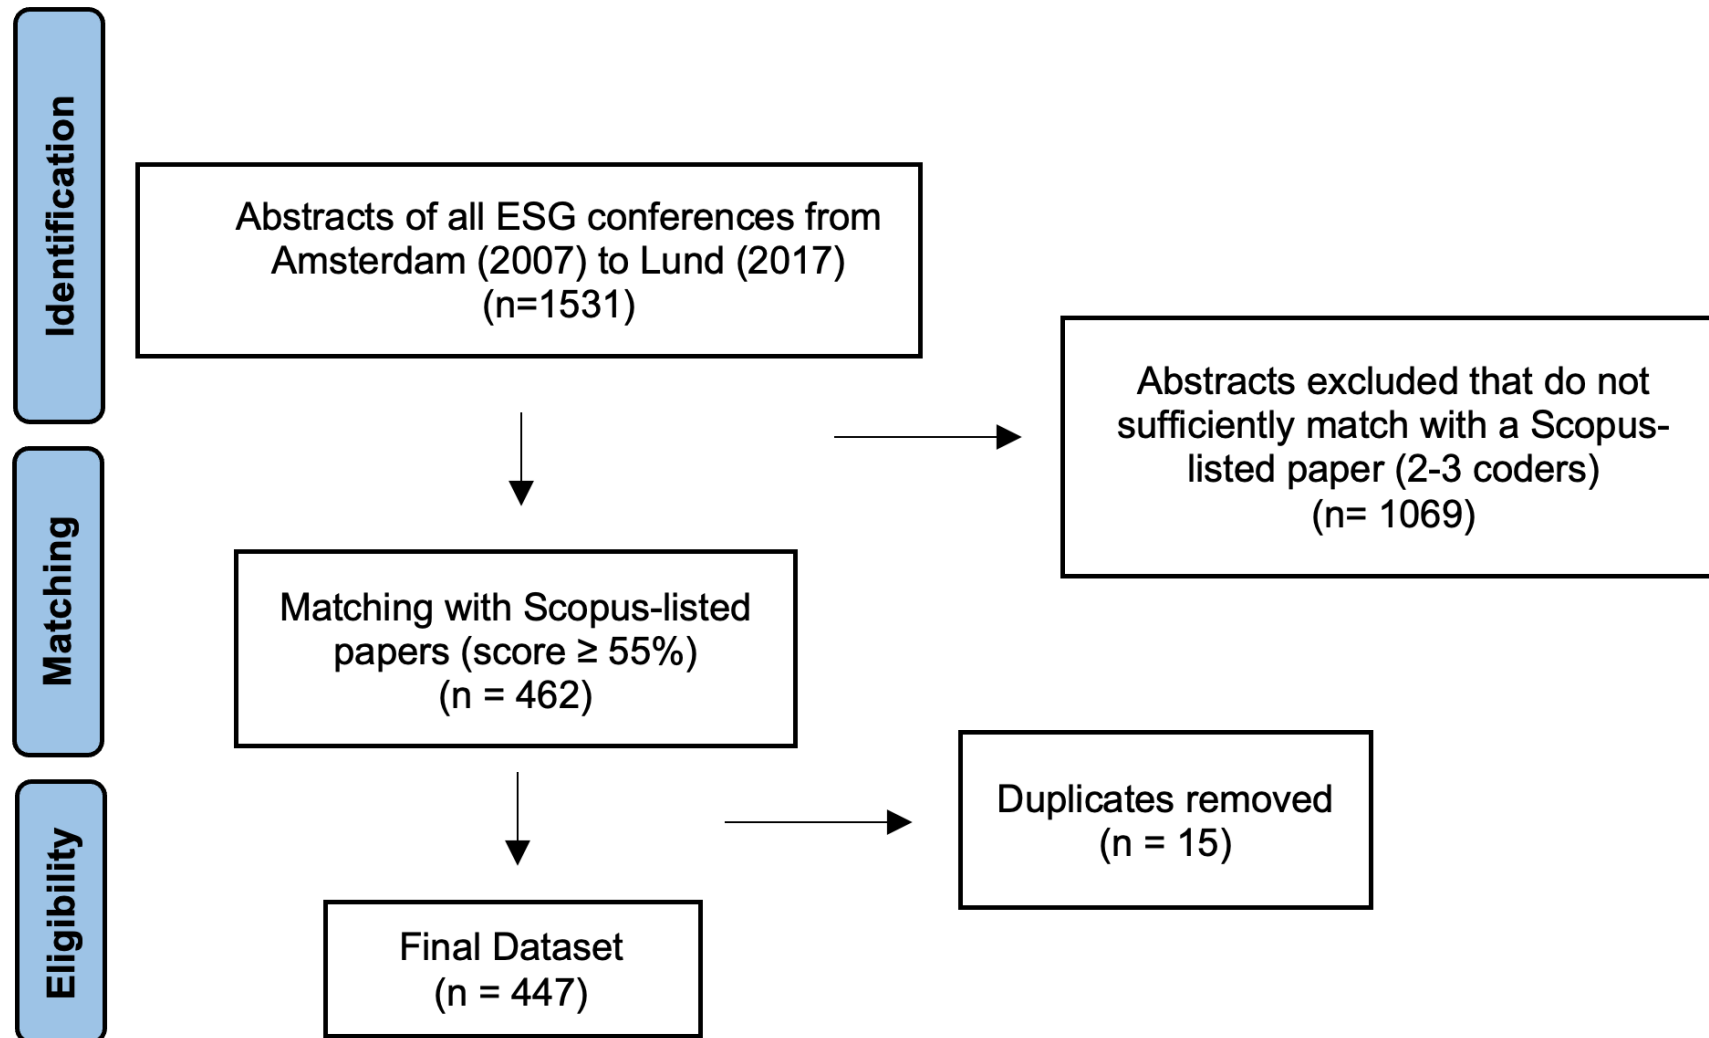 Identification
Abstracts of all ESG conferences from
Amsterdam (2007) to Lund (2017)
(n=1531)
Abstracts excluded that do not
sufficiently match with a Scopus-
listed paper (2-3 coders)
(n= 1069)
Matching
Matching with Scopus-listed
papers (score ≥ 55%)
(n = 462)
Duplicates removed
(n = 15)
Eligibility
Final Dataset
(n = 447)